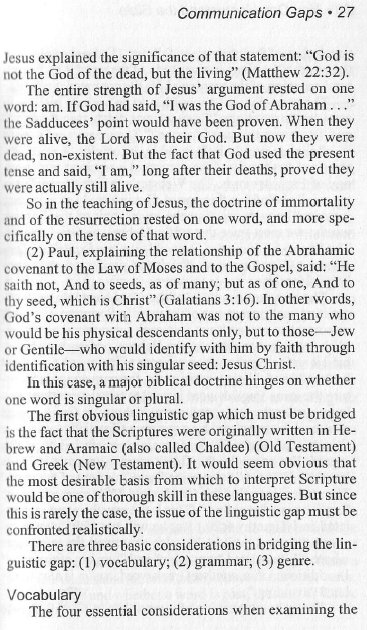 Communication Gaps • 27
Jesus explained the significance of that statement: “God is
not the God of the dead, but the living” (Matthew 22:32).
The entire strength of Jesus’ argument rested on one
word: am. If God had said, “I was the God of Abraham . . .”
the Sadducees’ point would have been proven. When they
were alive, the Lord was their God. But now they were
dead, non-existent. But the fact that God used the present
tense and said, “I am,” long after their deaths, proved they
were actually still alive.
So in the teaching of Jesus, the doctrine of immortality
and of the resurrection rested on one word, and more spe-
cifically on the tense of that word.
(2) Paul, explaining the relationship of the Abrahamic
covenant to the Law of Moses and to the Gospel, said: “He
saith not, And to seeds, as of many; but as of one, And to
thy seed, which is Christ” (Galatians 3:16). In other words,
God’s covenant with Abraham was not to the many who
would be his physical descendants only, but to those—Jew
or Gentile—who would identify with him by faith through
identification with his singular seed: Jesus Christ.
In this case, a major biblical doctrine hinges on whether
one word is singular or plural.
The first obvious linguistic gap which must be bridged
is the fact that the Scriptures were originally written in He-
brew and Aramaic (also called Chaldee) (Old Testament)
and Greek (New Testament). It would seem obvious that
the most desirable basis from which to interpret Scripture
would be one of thorough skill in these languages. But since
this is rarely the case, the issue of the linguistic gap must be
confronted realistically.
There are three basic considerations in bridging the lin-
guistic gap: (1) vocabulary; (2) grammar; (3) genre.
Vocabulary
The four essential considerations when examining the